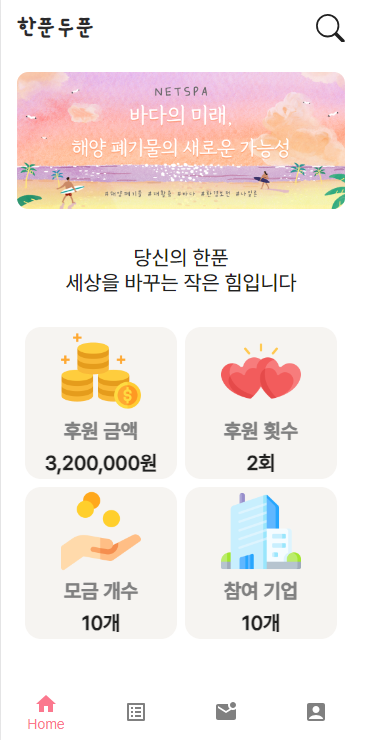 한푼두푼
NETSPA
바다의 미래,
해양 폐기물의 새로운 가능성
#해양폐기물 #재활용 #바다 #환경보전 #나일론
당신의 한푼
세상을 바꾸는 작은 힘입니다
후원 금액
3,200,000원
후원 횟수
2회
모금 개수
10개
참여 기업
10개
Home